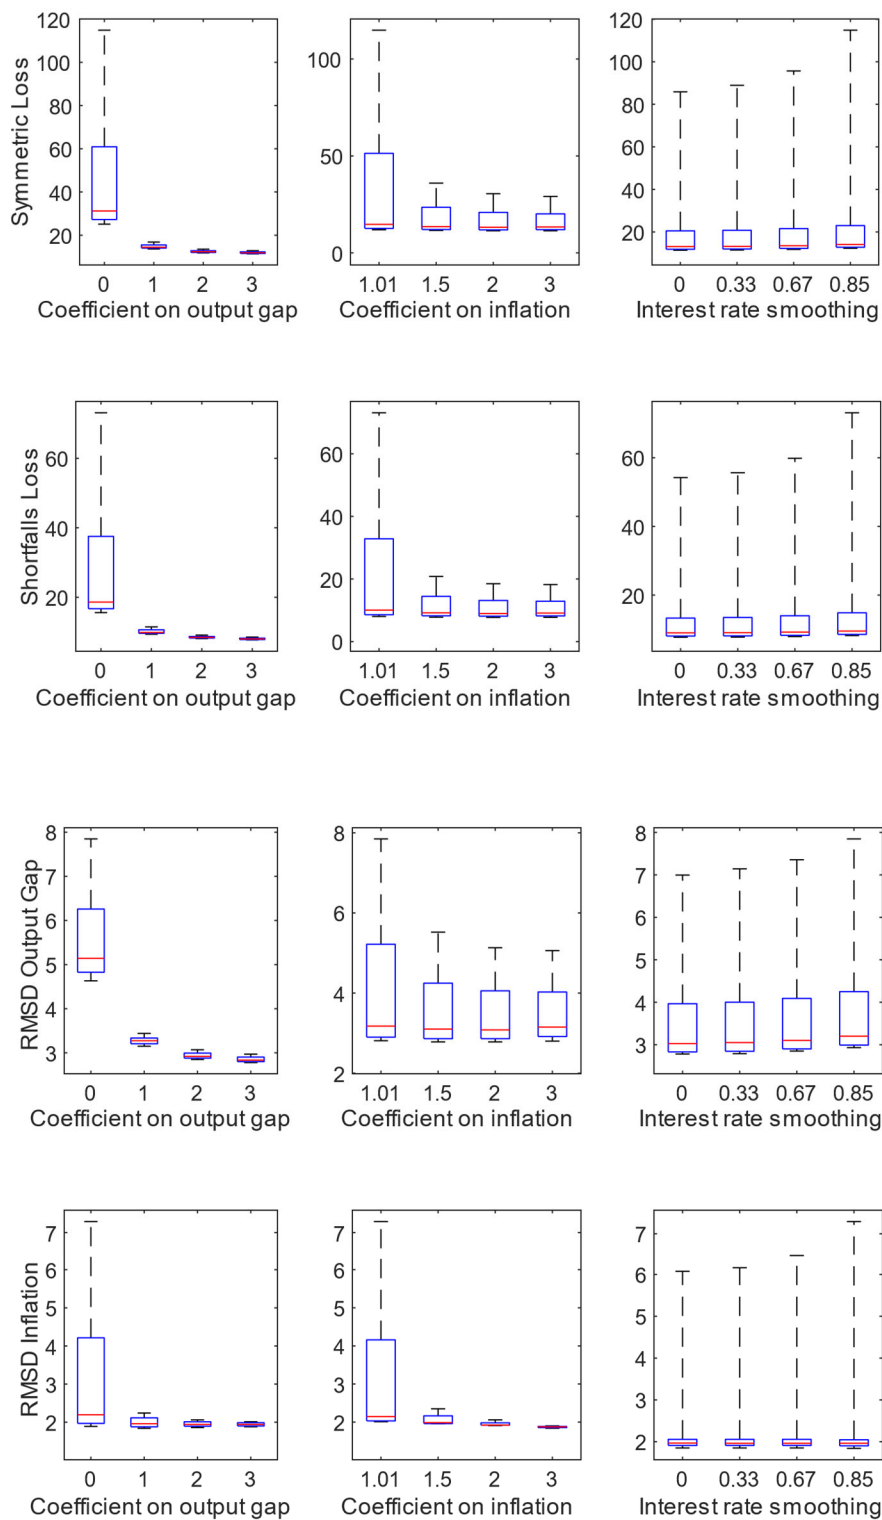 Symmetric Loss
120
100
80
60
40
20
0 1 2 3
Coefficient on output gap
100
50
0
1.01 1.5 2 3
Coefficient on inflation
120
100
80
60
40
20
0 0.33 0.67 0.85
Interest rate smoothing
Shortfalls Loss
60
40
20
0 1 2 3
Coefficient on output gap
60
40
20
0
1.01 1.5 2 3
Coefficient on inflation
60
40
20
0 0.33 0.67 0.85
Interest rate smoothing
RMSD Output Gap
8
7
6
5
4
3
0 1 2 3
Coefficient on output gap
8
6
4
2
1.01 1.5 2 3
Coefficient on inflation
8
7
6
5
4
3
0 0.33 0.67 0.85
Interest rate smoothing
RMSD Inflation
7
6
5
4
3
2
0 1 2 3
Coefficient on output gap
7
6
5
4
3
2
1.01 1.5 2 3
Coefficient on inflation
7
6
5
4
3
2
0 0.33 0.67 0.85
Interest rate smoothing